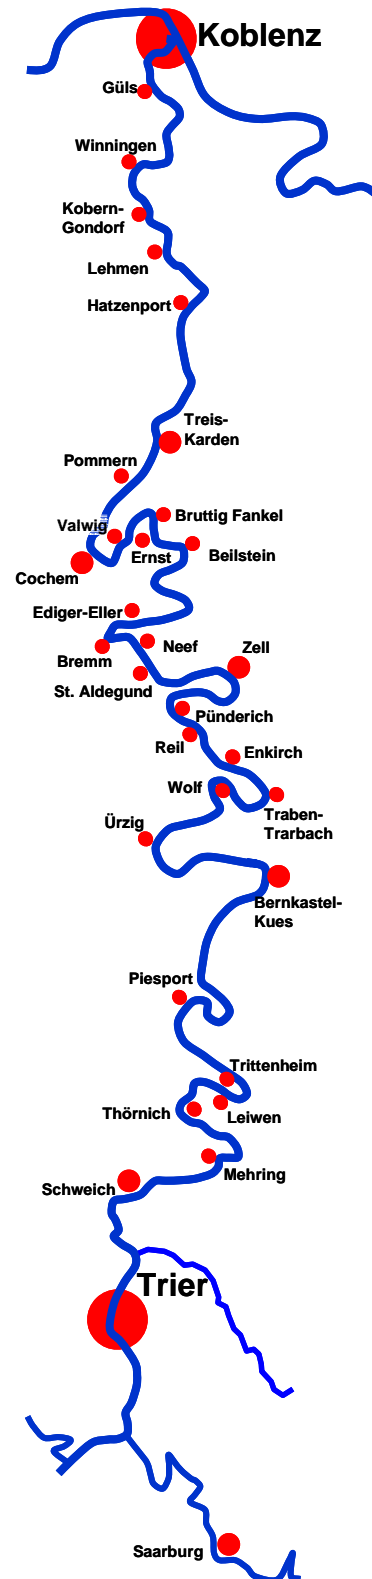 Koblenz
Güls
Winningen
Kobern-
Gondorf
Lehmen
Hatzenport
Treis-
Karden
Pommern
Bruttig Fankel
Valwig
Ernst
Beilstein
Cochem
Ediger-Eller
Neef
Zell
Bremm
St. Aldegund
Pünderich
Reil
Enkirch
Wolf
Traben-
Trarbach
Ürzig
Bernkastel-
Kues
Piesport
Trittenheim
Thörnich
Leiwen
Mehring
Schweich
Trier
Saarburg